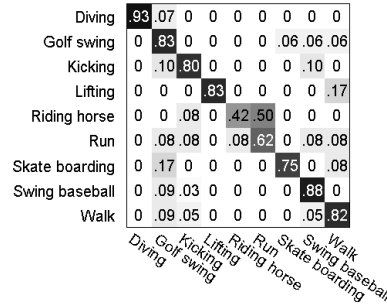 Diving .93 .07 0 0 0 0 0 0 0
Golf swing 0 .83 0 0 0 0 .06 .06 .06
Kicking 0 .10 .80 0 0 0 0 .10 0
Lifting 0 0 0 .83 0 0 0 0 .17
Riding horse 0 0 .08 0 .42 .50 0 0 0
Run 0 .08 .08 0 .08 .62 0 .08 .08
Skate boarding 0 .17 0 0 0 0 .75 0 .08
Swing baseball 0 .09 .03 0 0 0 0 .88 0
Walk 0 .09 .05 0 0 0 0 .05 .82
Diving
Golf swing
Kicking
Lifting
Riding horse
Run
Skate boarding
Swing baseball
Walk